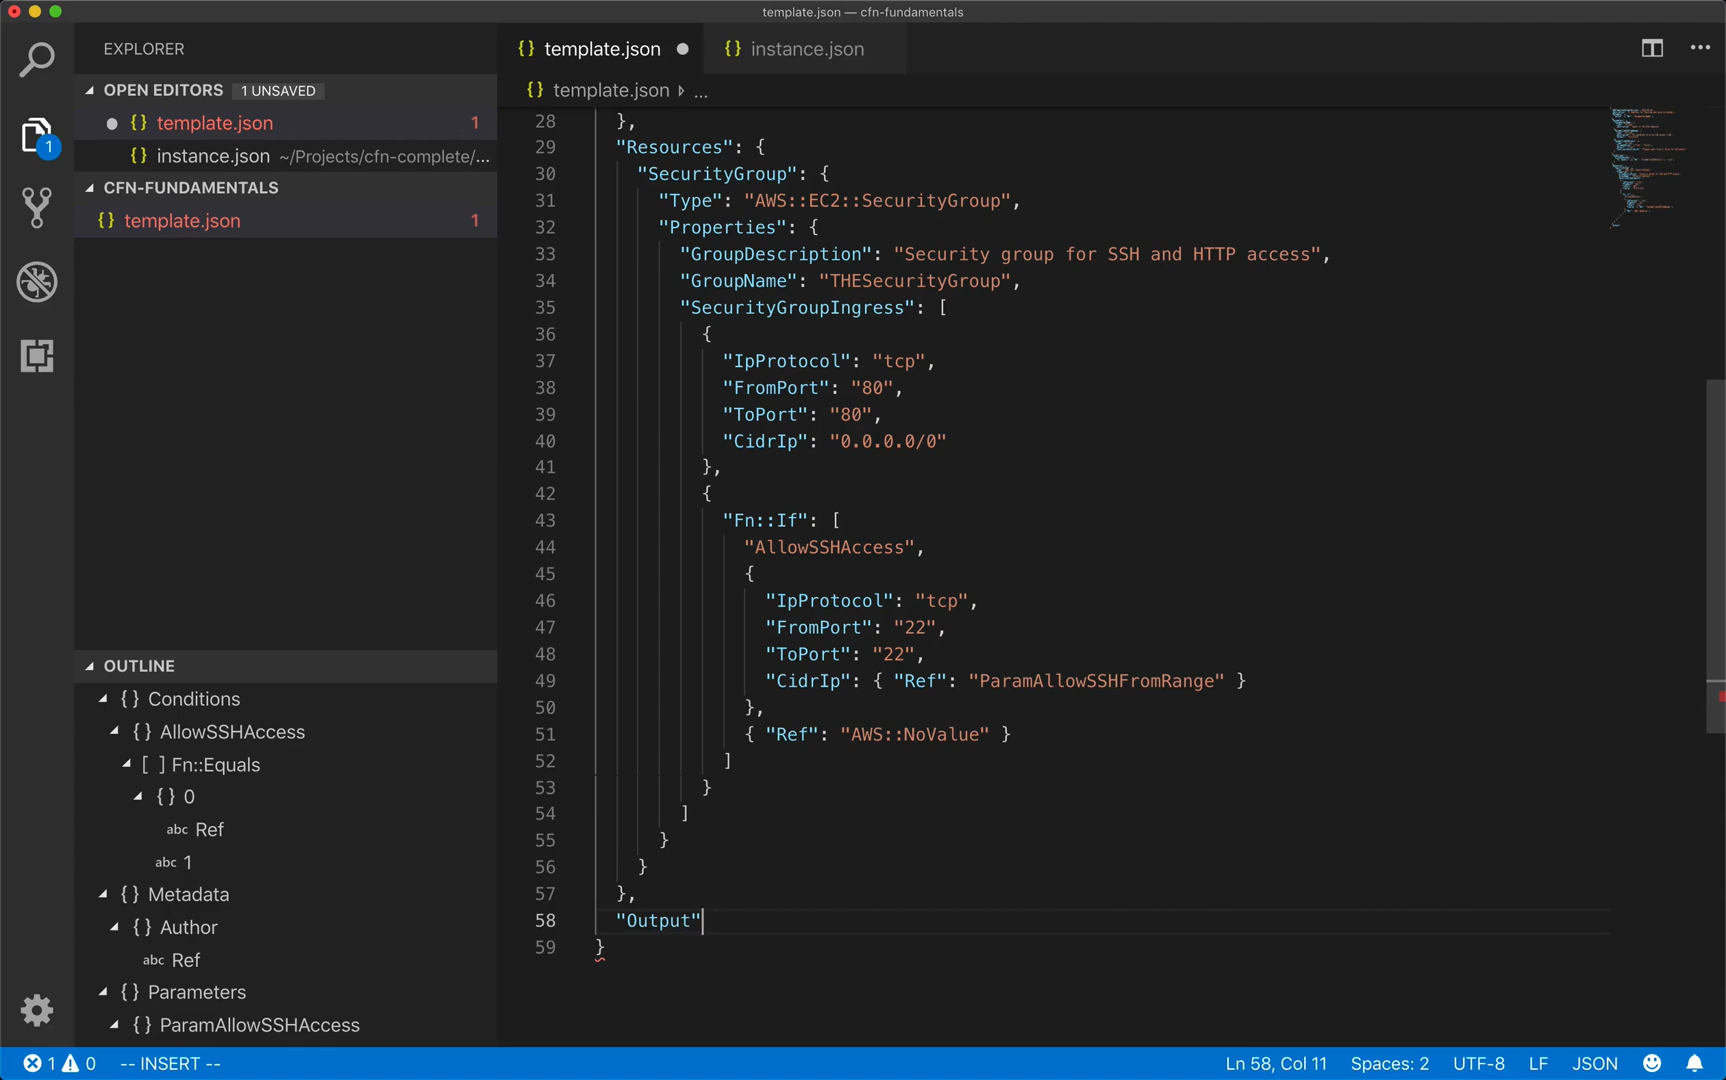 template.json — cfn-fundamentals
EXPLORER
OPEN EDITORS 1 UNSAVED
{} template.json 1
{} instance.json ~/Projects/cfn-complete/...
CFN-FUNDAMENTALS
{} template.json 1
1
OUTLINE
{} Conditions
{} AllowSSHAccess
[ ] Fn::Equals
{} 0
abc Ref
abc 1
{} Metadata
{} Author
abc Ref
{} Parameters
{} ParamAllowSSHAccess
{} template.json
{} instance.json
{} template.json ...
28 },
29 "Resources": {
30 "SecurityGroup": {
31 "Type": "AWS::EC2::SecurityGroup",
32 "Properties": {
33 "GroupDescription": "Security group for SSH and HTTP access",
34 "GroupName": "THESecurityGroup",
35 "SecurityGroupIngress": [
36 {
37 "IpProtocol": "tcp",
38 "FromPort": "80",
39 "ToPort": "80",
40 "CidrIp": "0.0.0.0/0"
41 },
42 {
43 "Fn::If": [
44 "AllowSSHAccess",
45 {
46 "IpProtocol": "tcp",
47 "FromPort": "22",
48 "ToPort": "22",
49 "CidrIp": { "Ref": "ParamAllowSSHFromRange" }
50 },
51 { "Ref": "AWS::NoValue" }
52 ]
53 }
54 ]
55 }
56 }
57 },
58 "Output"
59 }
1 0 -- INSERT -- Ln 58, Col 11 Spaces: 2 UTF-8 LF JSON